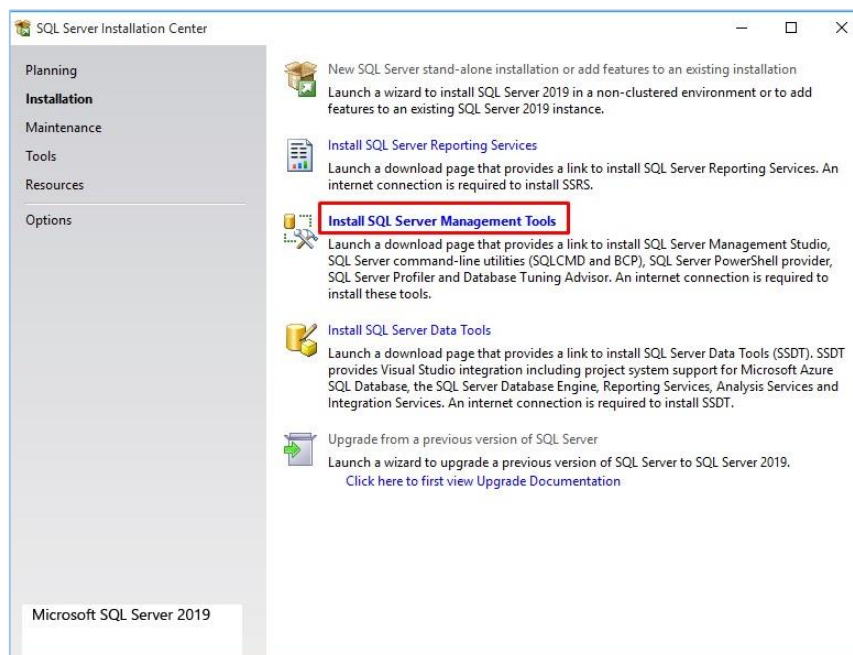 SQL Server Installation Center
Planning
Installation
Maintenance
Tools
Resources
Options
New SQL Server stand-alone installation or add features to an existing installation
Launch a wizard to install SQL Server 2019 in a non-clustered environment or to add
features to an existing SQL Server 2019 instance.
Install SQL Server Reporting Services
Launch a download page that provides a link to install SQL Server Reporting Services. An
internet connection is required to install SSRS.
Install SQL Server Management Tools
Launch a download page that provides a link to install SQL Server Management Studio,
SQL Server command-line utilities (SQLCMD and BCP), SQL Server PowerShell provider,
SQL Server Profiler and Database Tuning Advisor. An internet connection is required to
install these tools.
Install SQL Server Data Tools
Launch a download page that provides a link to install SQL Server Data Tools (SSDT). SSDT
provides Visual Studio integration including project system support for Microsoft Azure
SQL Database, the SQL Server Database Engine, Reporting Services, Analysis Services and
Integration Services. An internet connection is required to install SSDT.
Upgrade from a previous version of SQL Server
Launch a wizard to upgrade a previous version of SQL Server to SQL Server 2019.
Click here to first view Upgrade Documentation
Microsoft SQL Server 2019